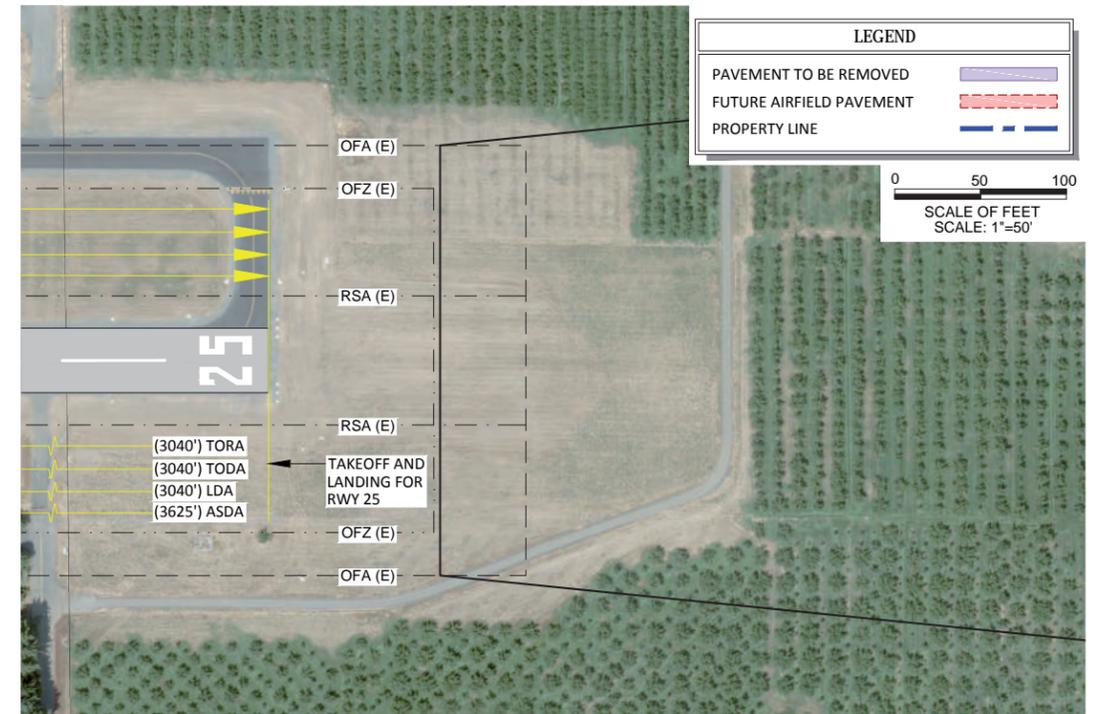 LEGEND
PAVEMENT TO BE REMOVED
FUTURE AIRFIELD PAVEMENT
PROPERTY LINE
0 50 100
SCALE OF FEET
SCALE: 1"=50'
OFA (E)
OFZ (E)
RSA (E)
25
RSA (E)
(3040') TORA
(3040') TODA
(3040') LDA
(3625') ASDA
TAKEOFF AND
LANDING FOR
RWY 25
OFZ (E)
OFA (E)